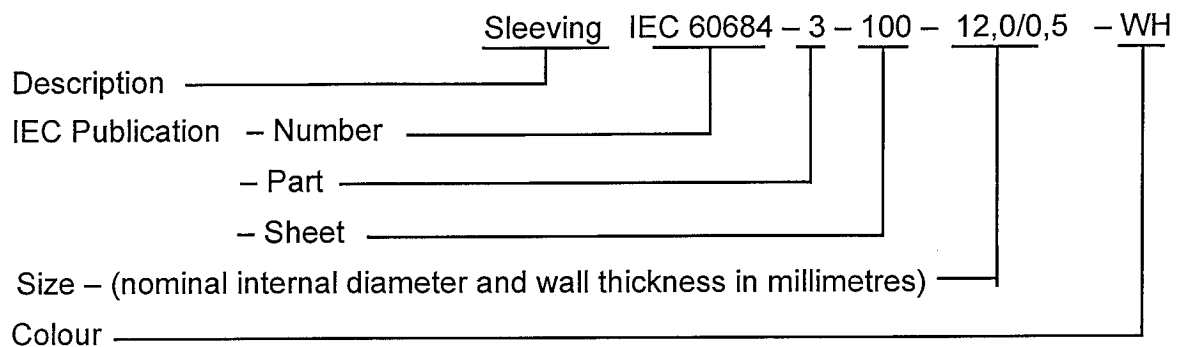 Sleeving IEC 60684 – 3 – 100 – 12,0/0,5 – WH
Description
IEC Publication – Number
– Part
– Sheet
Size – (nominal internal diameter and wall thickness in millimetres)
Colour